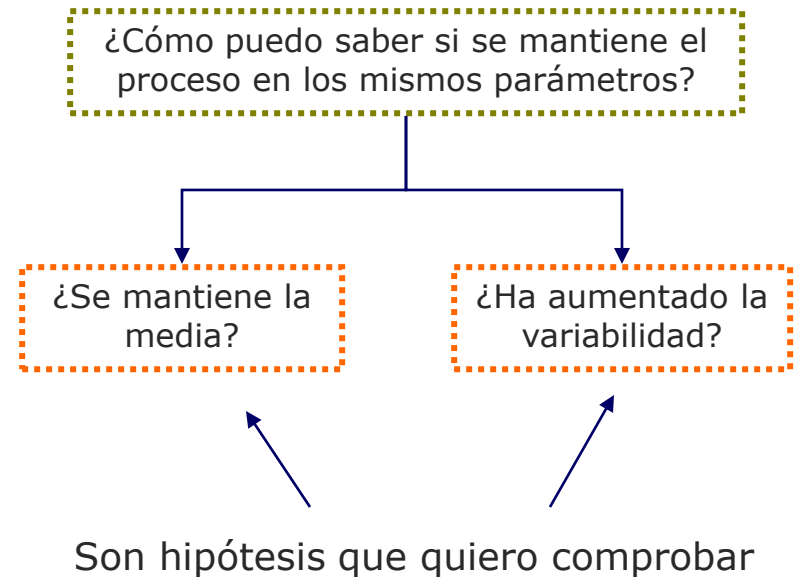 ¿Cómo puedo saber si se mantiene el
proceso en los mismos parámetros?
¿Se mantiene la
media?
¿Ha aumentado la
variabilidad?
Son hipótesis que quiero comprobar